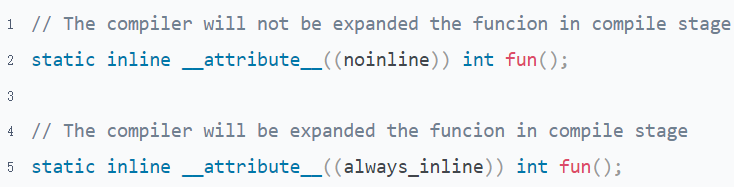 1 // The compiler will not be expanded the funcion in compile stage
2 static inline __attribute__((noinline)) int fun();
3
4 // The compiler will be expanded the funcion in compile stage
5 static inline __attribute__((always_inline)) int fun();